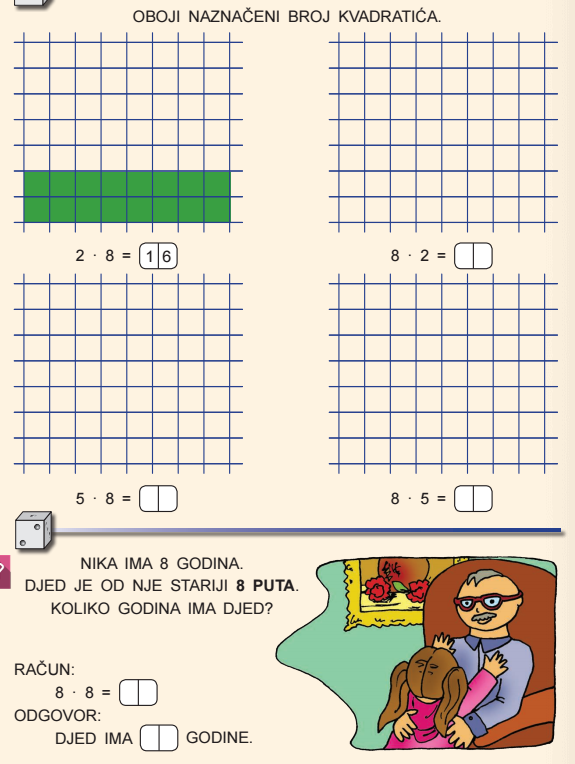 OBOJI NAZNAČENI BROJ KVADRATIĆA.
2 · 8 = 16
8 · 2 =
5 · 8 =
8 · 5 =
NIKA IMA 8 GODINA.
DJED JE OD NJE STARIJI 8 PUTA.
KOLIKO GODINA IMA DJED?
RAČUN:
8 · 8 =
ODGOVOR:
DJED IMA GODINE.